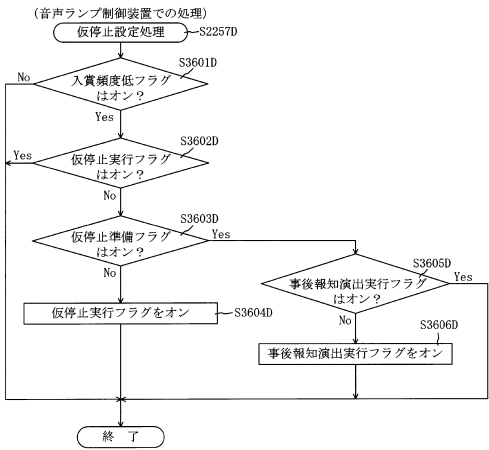 (音声ランプ制御装置での処理)
仮停止設定処理
S2257D
S3601D
入賞頻度低フラグ
はオン?
No
Yes
S3602D
仮停止実行フラグ
はオン?
Yes
No
S3603D
仮停止準備フラグ
はオン?
Yes
No
S3605D
事後報知演出実行フラグ
はオン?
Yes
No
仮停止実行フラグをオン
S3604D
S3606D
事後報知演出実行フラグをオン
終 了